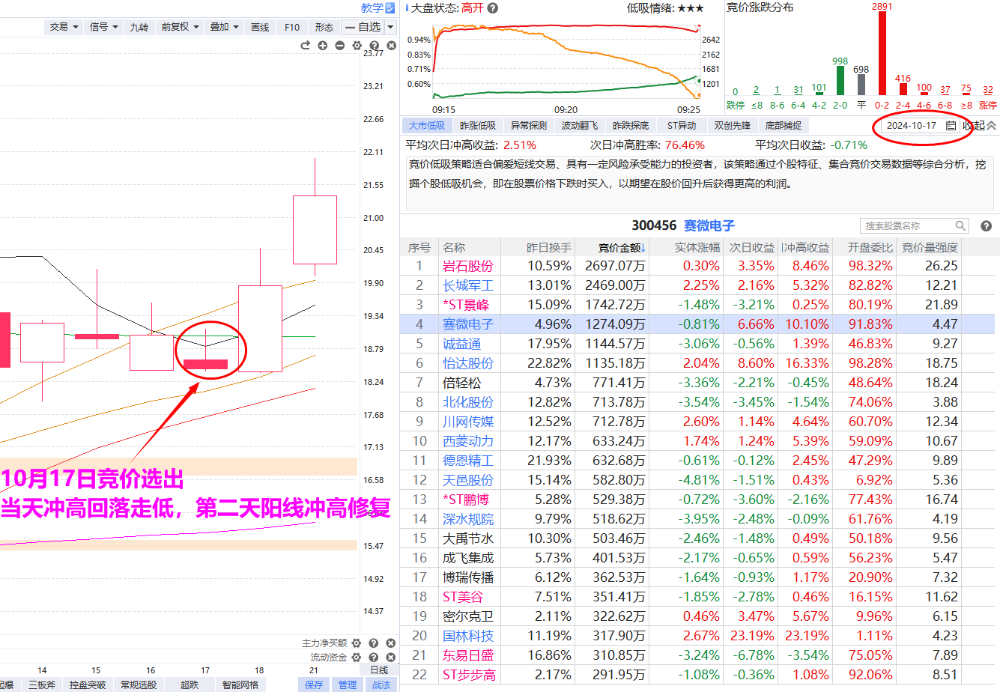 教学
交易 信号 九转 前复权 叠加 画线 F10 形态 一自选
23.77
23.21
22.66
22.11
21.55
21.00
20.45
19.90
19.34
18.79
18.24
17.68
17.13
16.58
15.47
14.92
14.37
10月17日竞价选出
当天冲高回落走低，第二天阳线冲高修复
主力净买额
流动资金
14 15 16 17 18 21 日线
起爆 三板斧 控盘突破 常规选股 超跌 智能网格 保存 管理 战法
大盘状态: 高开 低吸情绪: ★★★
0.94% 2642
0.83% 2162
0.71% 1681
0.60% 1201
09:15 09:20 09:25
竞价涨跌分布
0 2 1 31 101 998 698 2891 416 100 37 75 32
跌停 ≤8 8-6 6-4 4-2 2-0 平 0-2 2-4 4-6 6-8 ≥8 涨停
大市低吸 昨涨低吸 异常探测 波动翻飞 昨跌探底 ST异动 双创先锋 底部捕捉 2024-10-17 收起
平均次日冲高收益: 2.51% 次日冲高胜率: 76.46% 平均次日收益: -0.71%
竞价低吸策略适合偏爱短线交易、具有一定风险承受能力的投资者，该策略通过个股特征、集合竞价交易数据等综合分析，挖
掘个股低吸机会，即在股票价格下跌时买入，以期望在股价回升后获得更高的利润。
300456 赛微电子 搜索股票名称
序号 名称 昨日换手 竞价金额↓ 实体涨幅 次日收益 冲高收益 开盘委比 竞价量强度
1 岩石股份 10.59% 2697.07万 0.30% 3.35% 8.46% 98.32% 26.25
2 长城军工 13.01% 2469.00万 2.25% 2.16% 5.32% 82.82% 12.21
3 *ST景峰 15.09% 1742.72万 -1.48% -3.21% 0.25% 80.19% 21.89
4 赛微电子 4.96% 1274.09万 -0.81% 6.66% 10.10% 91.83% 4.47
5 诚益通 17.95% 1144.57万 -3.06% -0.56% 1.39% 46.83% 9.27
6 怡达股份 22.82% 1135.18万 2.04% 8.60% 16.33% 98.28% 18.75
7 倍轻松 4.73% 771.41万 -3.36% -2.21% -0.45% 48.64% 18.24
8 北化股份 12.82% 713.78万 -3.54% -3.45% -1.54% 74.06% 3.88
9 川网传媒 12.52% 712.78万 2.60% 1.14% 4.64% 60.70% 12.34
10 西菱动力 12.17% 633.24万 1.74% 1.24% 5.39% 59.09% 10.67
11 德恩精工 21.93% 632.68万 -0.61% -0.12% 2.45% 47.29% 9.89
12 天邑股份 15.14% 582.80万 -4.81% -1.51% 0.43% 6.92% 5.36
13 *ST鹏博 5.28% 529.38万 -0.72% -3.60% -2.16% 77.43% 16.74
14 深水规院 9.79% 518.62万 -3.95% -2.48% -0.09% 61.76% 4.19
15 大禹节水 10.30% 503.46万 -2.46% -1.48% 0.49% 50.18% 9.56
16 成飞集成 5.73% 401.53万 -2.17% -0.65% 0.59% 56.23% 5.47
17 博瑞传播 6.12% 362.53万 -1.64% -0.93% 1.17% 20.90% 7.32
18 ST美谷 7.51% 351.41万 -1.85% -2.78% 0.46% 16.15% 11.62
19 密尔克卫 2.11% 322.62万 0.46% 3.47% 5.67% 9.96% 6.15
20 国林科技 11.19% 317.90万 2.67% 23.19% 23.19% 1.11% 4.23
21 东易日盛 16.86% 310.85万 -3.24% -6.78% -3.54% 75.05% 7.89
22 ST步步高 2.17% 291.95万 -1.08% -0.36% 1.08% 92.06% 8.51